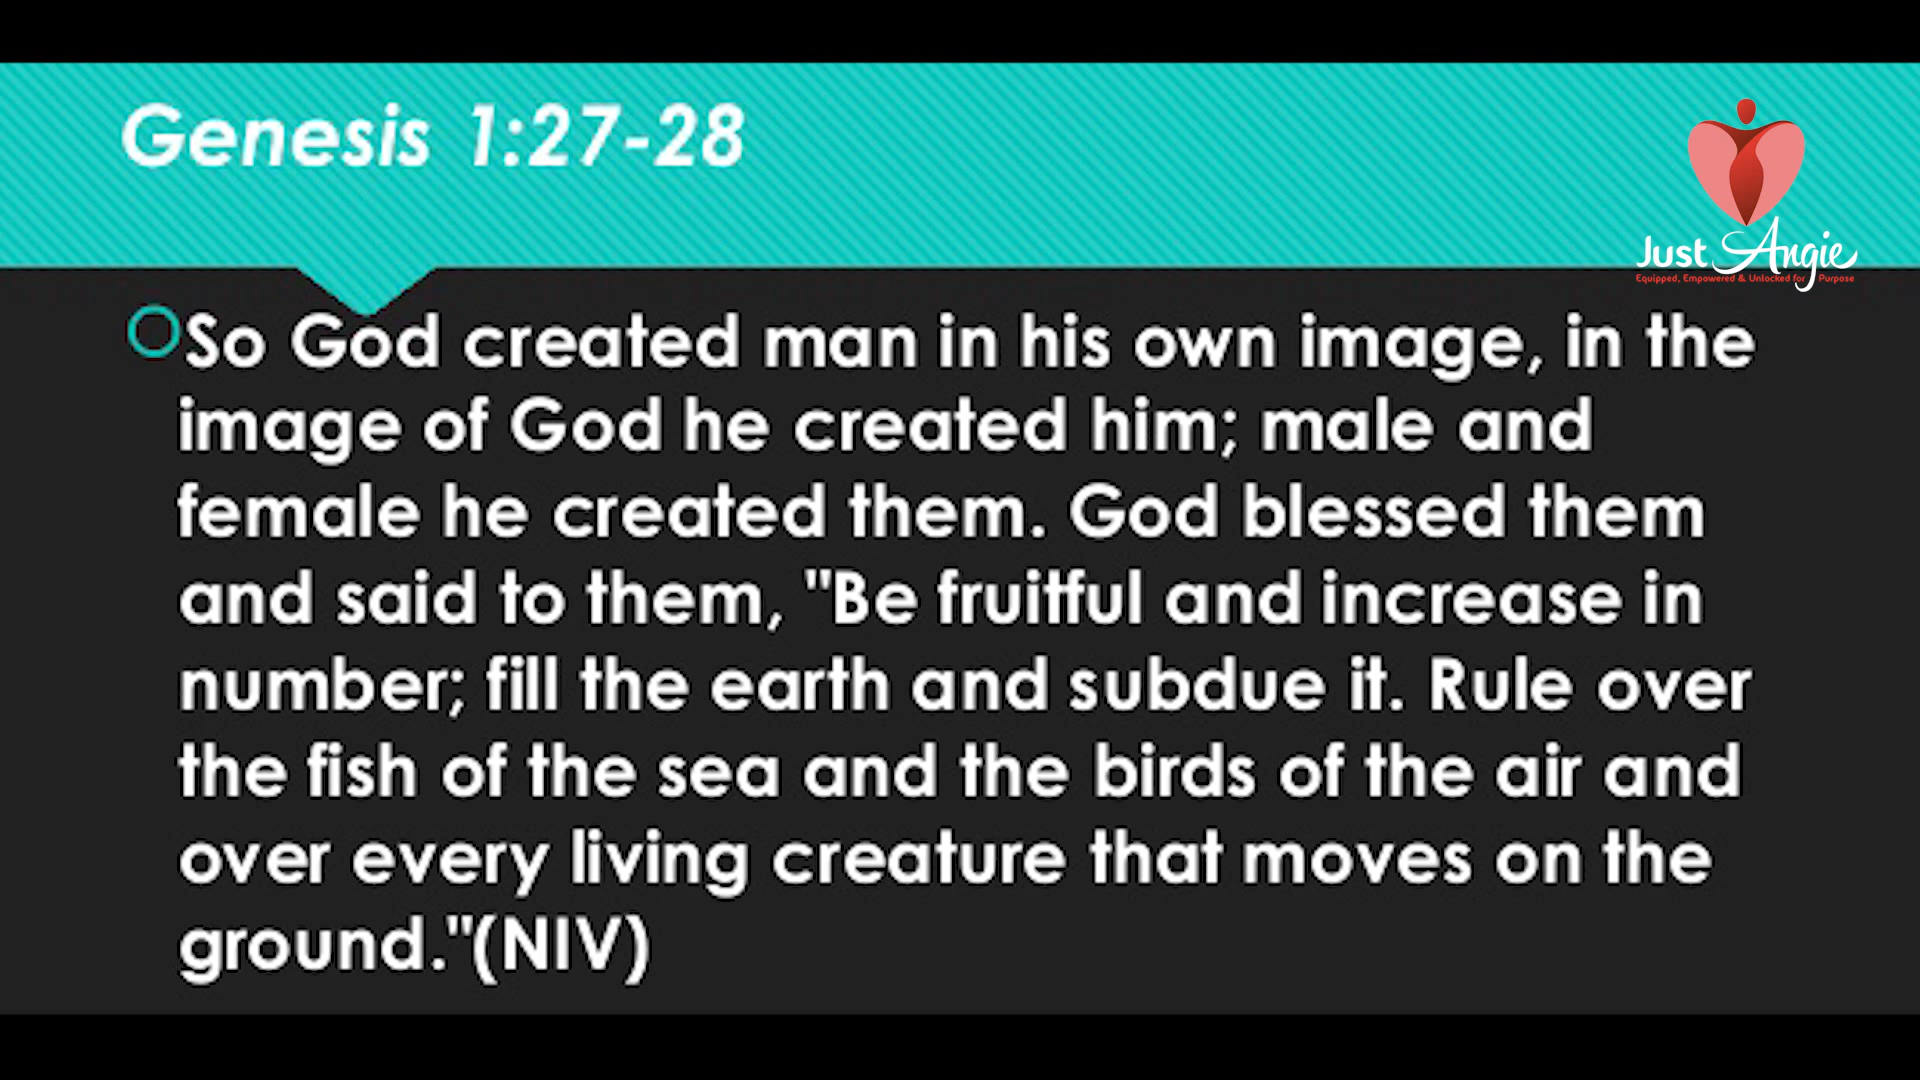 Genesis 1:27-28
Just Angie
Equipped, Empowered & Unlocked for Purpose
So God created man in his own image, in the
image of God he created him; male and
female he created them. God blessed them
and said to them, "Be fruitful and increase in
number; fill the earth and subdue it. Rule over
the fish of the sea and the birds of the air and
over every living creature that moves on the
ground."(NIV)